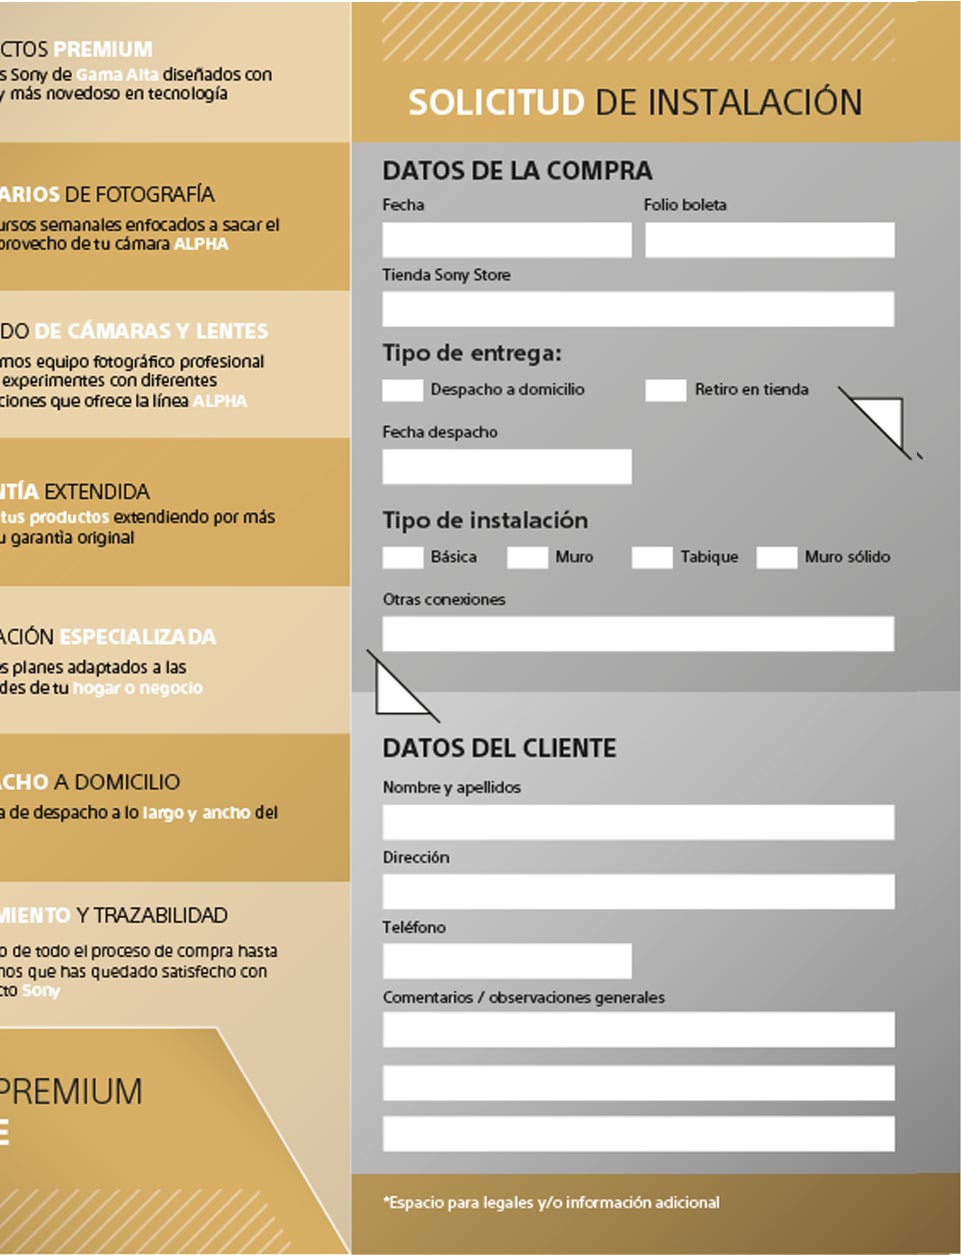 CTOS PREMIUM
s Sony de Gama Alta diseñados con
y más novedoso en tecnología
ARIOS DE FOTOGRAFÍA
ursos semanales enfocados a sacar el
provecho de tu cámara ALPHA
DO DE CÁMARAS Y LENTES
mos equipo fotográfico profesional
experimentes con diferentes
ciones que ofrece la línea ALPHA
NTÍA EXTENDIDA
tus productos extendiendo por más
u garantìa original
ACIÓN ESPECIALIZADA
s planes adaptados a las
des de tu hogar o negocio
ACHO A DOMICILIO
a de despacho a lo largo y ancho del
MIENTO Y TRAZABILIDAD
o de todo el proceso de compra hasta
nos que has quedado satisfecho con
cto Sony
PREMIUM
E
SOLICITUD DE INSTALACIÓN
DATOS DE LA COMPRA
Fecha Folio boleta
Tienda Sony Store
Tipo de entrega:
Despacho a domicilio Retiro en tienda
Fecha despacho
Tipo de instalación
Básica Muro Tabique Muro sólido
Otras conexiones
DATOS DEL CLIENTE
Nombre y apellidos
Dirección
Teléfono
Comentarios / observaciones generales
*Espacio para legales y/o información adicional